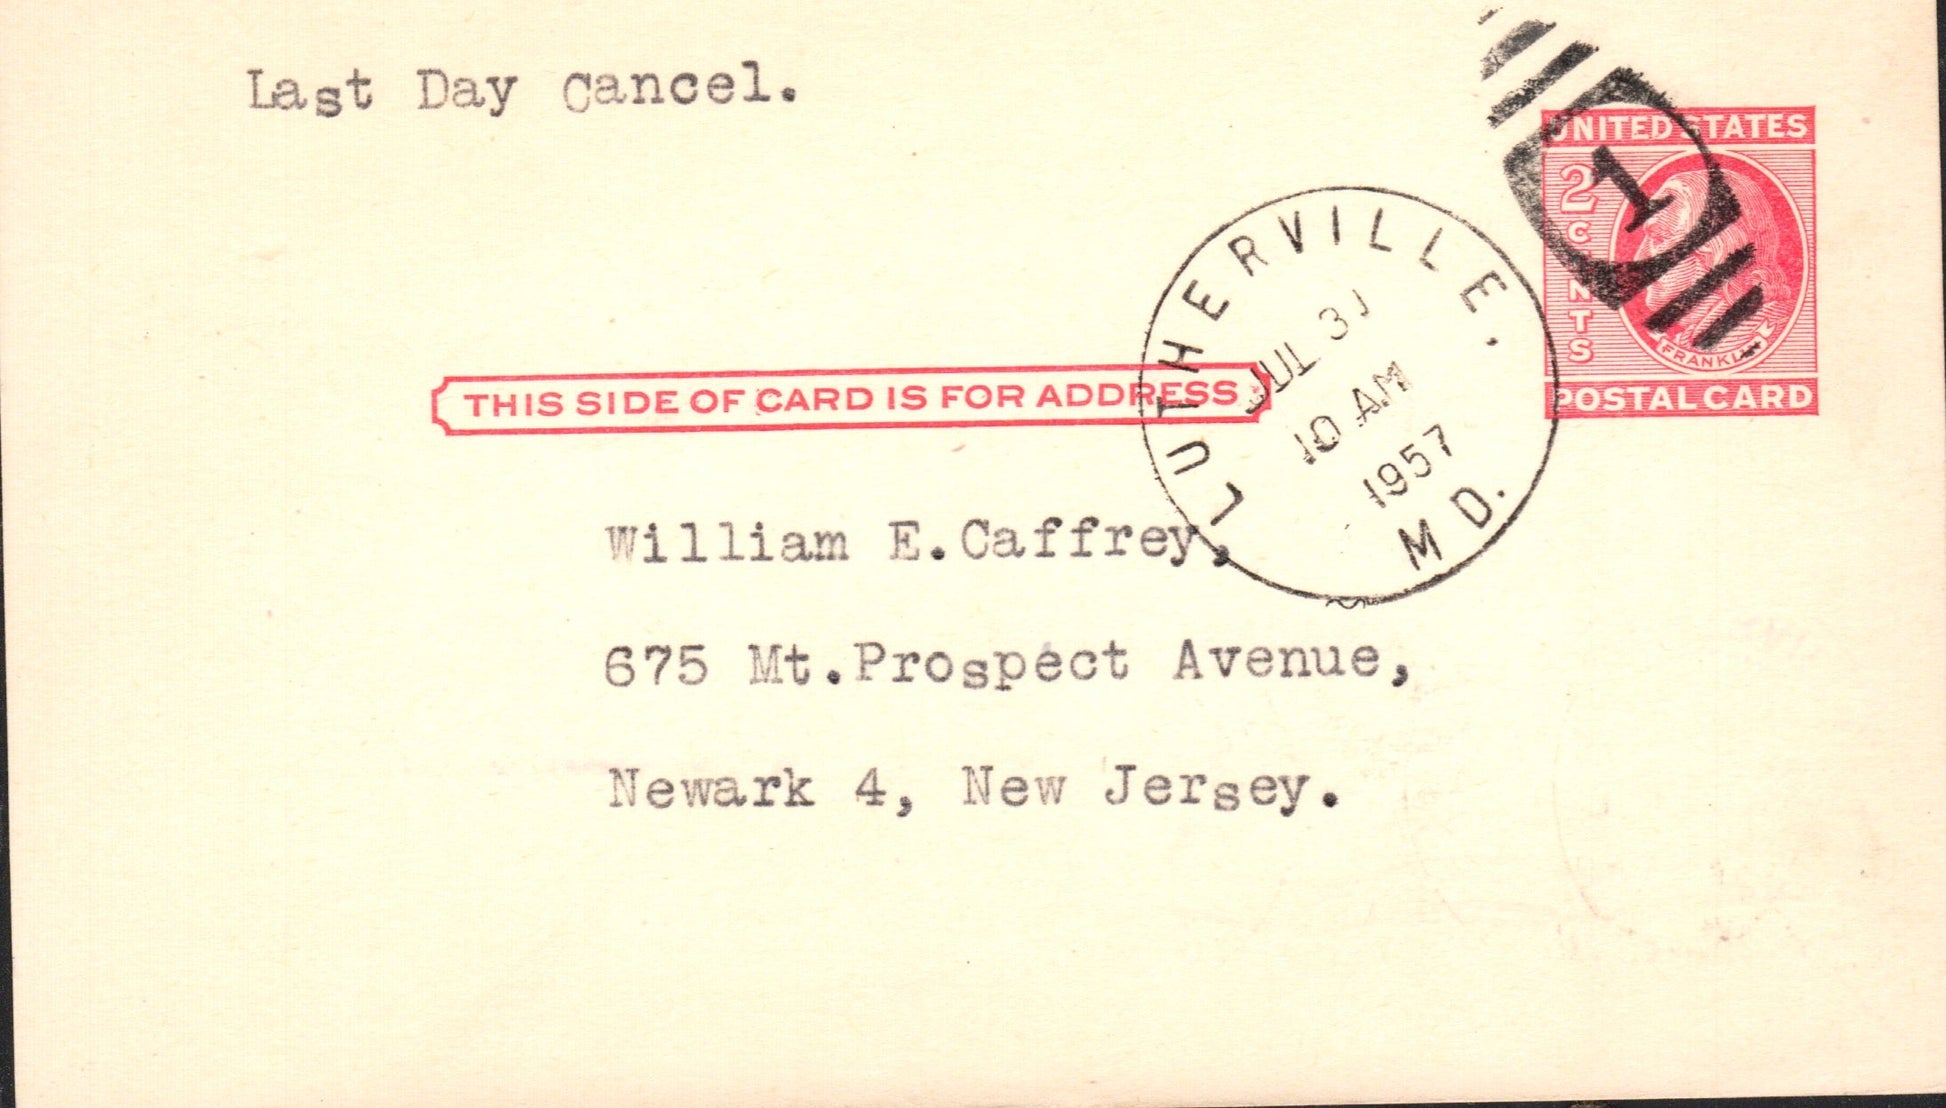 Last Day Cancel.
UNITED STATES
2
CENTS
1
FRANKLIN
POSTAL CARD
LUTHERVILLE, MD.
JUL 31
10 AM
1957
THIS SIDE OF CARD IS FOR ADDRESS
William E.Caffrey,
675 Mt.Prospect Avenue,
Newark 4, New Jersey.